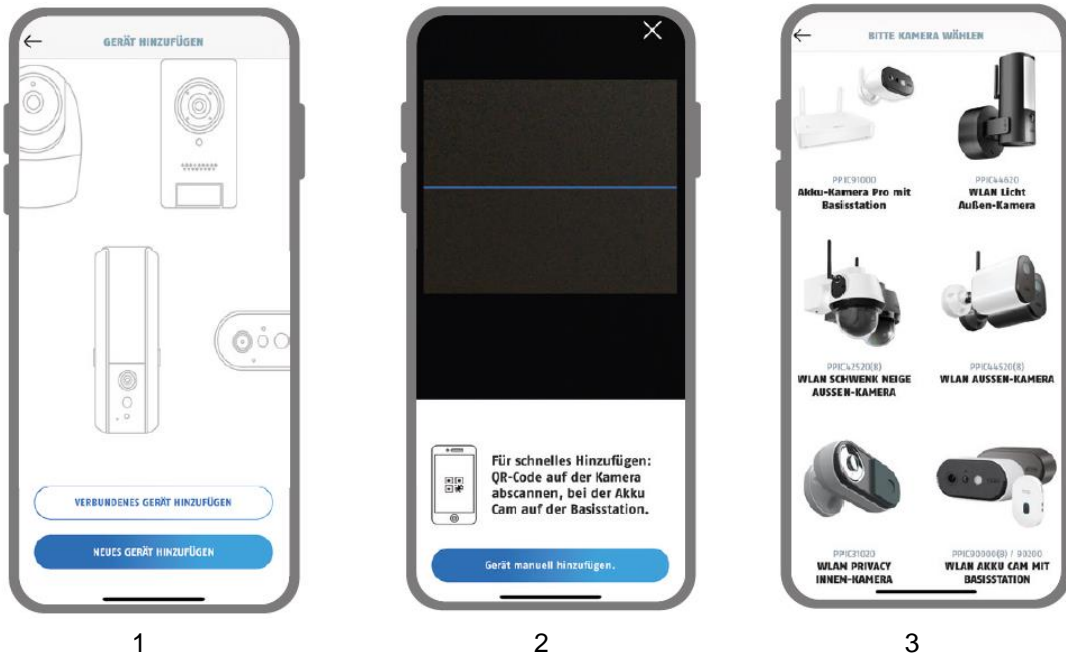 GERÄT HINZUFÜGEN
VERBUNDENES GERÄT HINZUFÜGEN
NEUES GERÄT HINZUFÜGEN
1
Für schnelles Hinzufügen:
QR-Code auf der Kamera
abscannen, bei der Akku
Cam auf der Basisstation.
Gerät manuell hinzufügen.
2
BITTE KAMERA WÄHLEN
PPIC91000
Akku-Kamera Pro mit
Basisstation
PPIC44620
WLAN Licht
Außen-Kamera
PPIC42520(B)
WLAN SCHWENK NEIGE
AUSSEN-KAMERA
PPIC44520(B)
WLAN AUSSEN-KAMERA
PPIC31020
WLAM PRIVACY
INNEN-KAMERA
PPIC90000(B) / 90200
WLAN AKKU CAM MIT
BASISSTATION
3